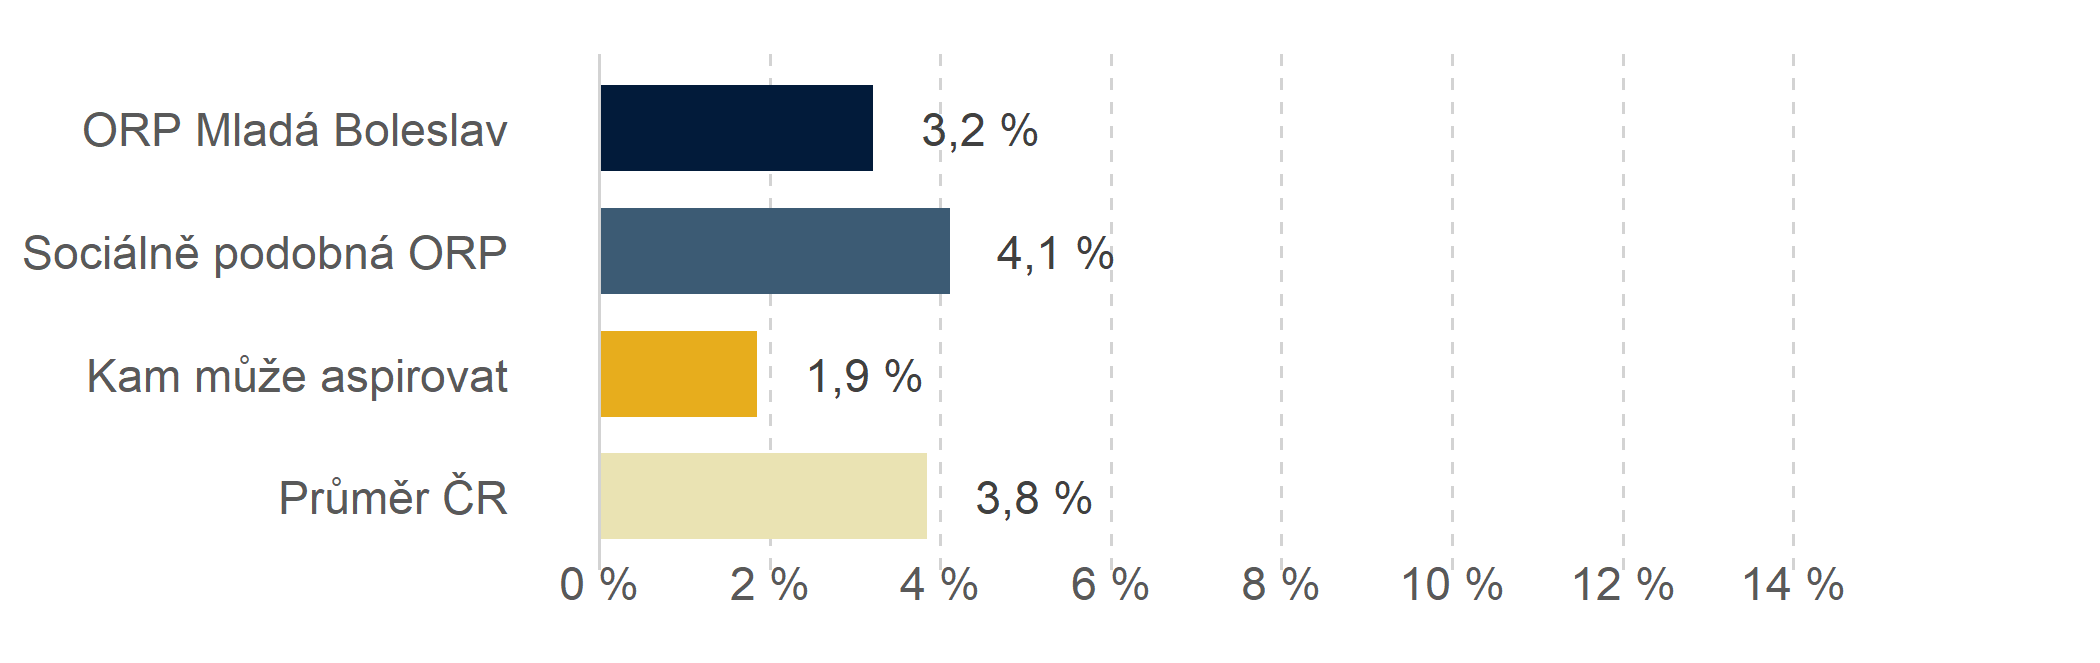 ORP Mladá Boleslav 3,2 %
Sociálně podobná ORP 4,1 %
Kam může aspirovat 1,9 %
Průměr ČR 3,8 %
0 % 2 % 4 % 6 % 8 % 10 % 12 % 14 %